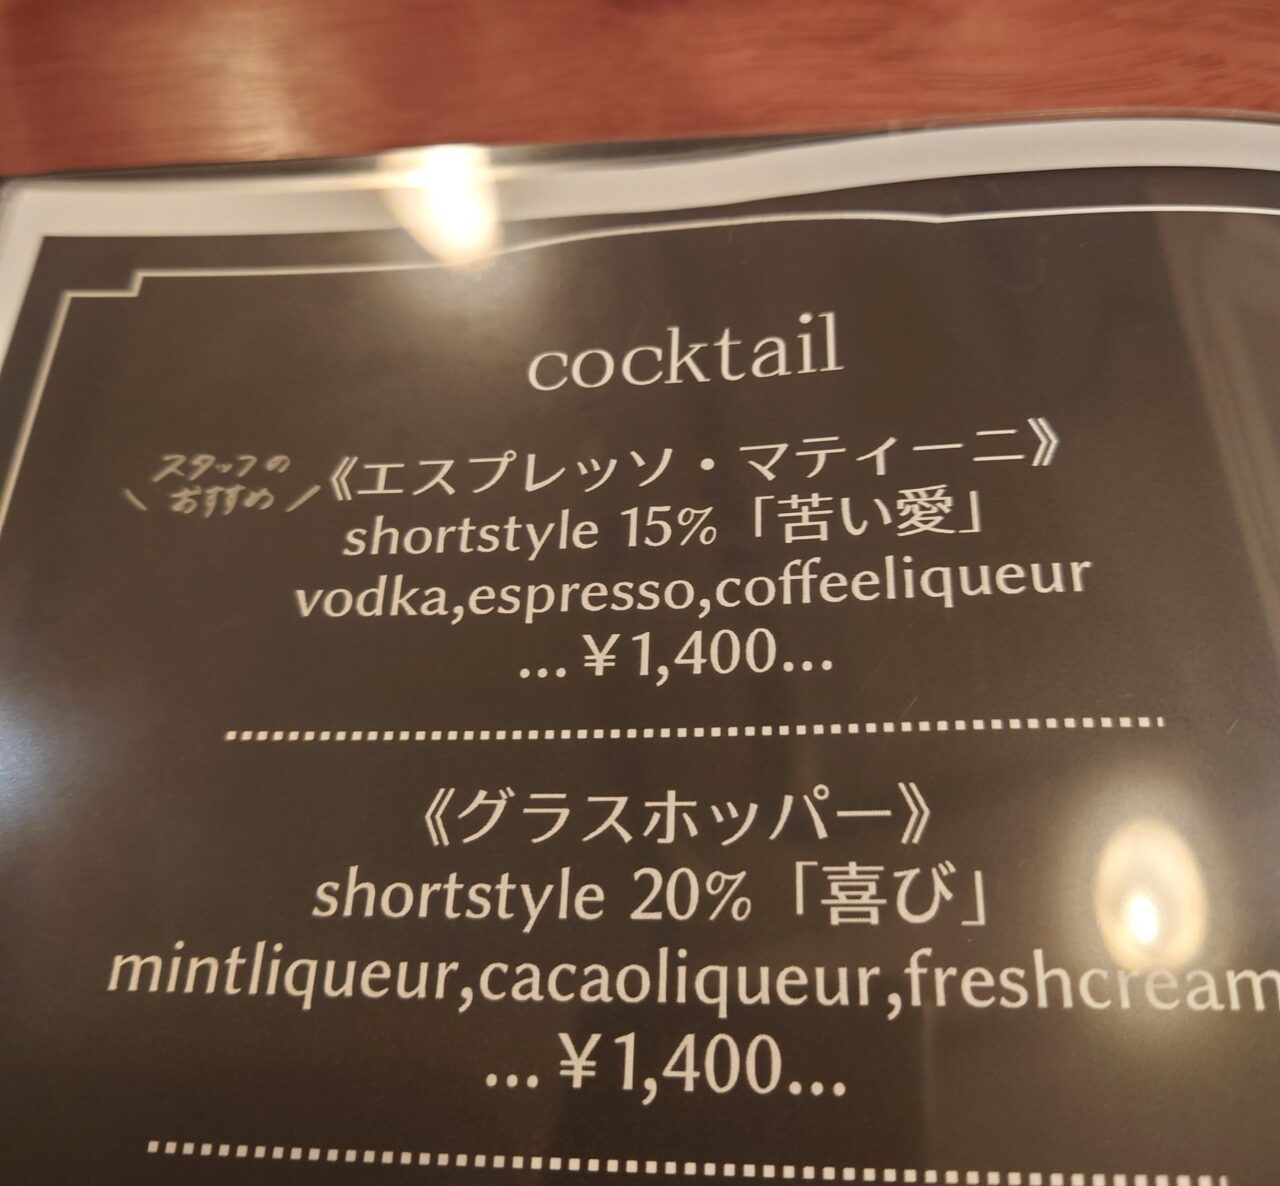 cocktail
スタッフの
\ おすすめ /
《エスプレッソ・マティーニ》
shortstyle 15%「苦い愛」
vodka,espresso,coffeeliqueur
...¥1,400...
《グラスホッパー》
shortstyle 20%「喜び」
mintliqueur,cacaoliqueur,freshcream
...¥1,400...